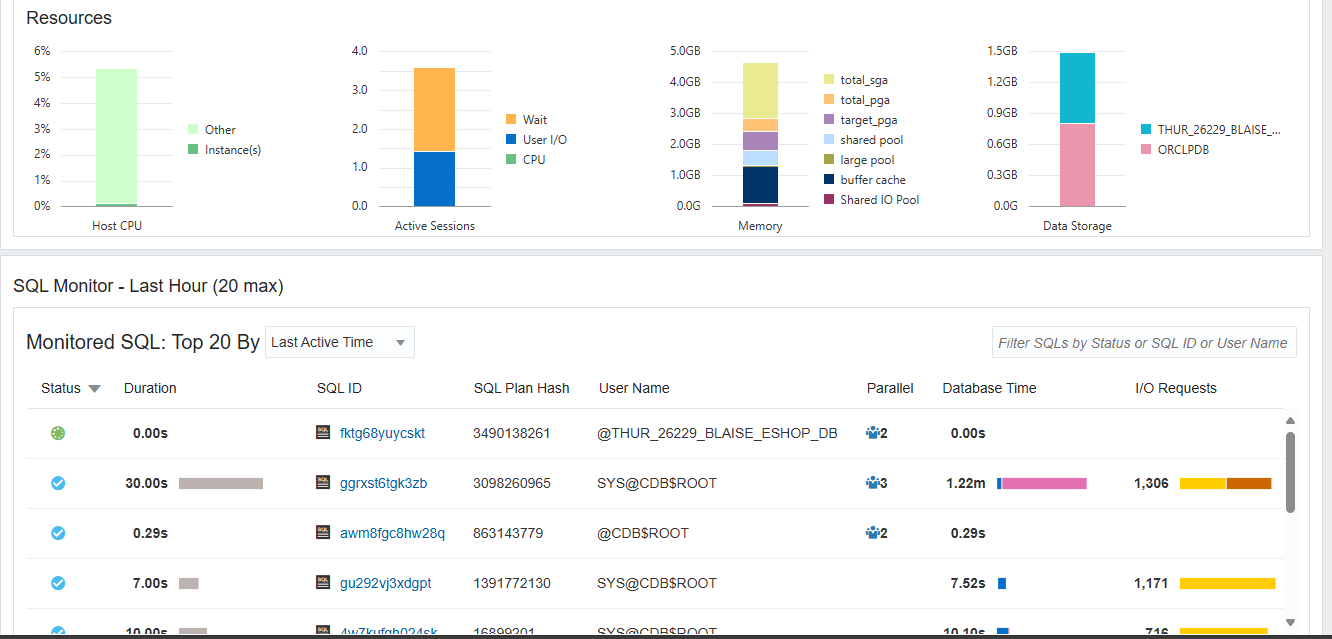 Resources
6%
5%
4%
3%
2%
1%
0%
Host CPU
Other
Instance(s)
4.0
3.0
2.0
1.0
0.0
Active Sessions
Wait
User I/O
CPU
5.0GB
4.0GB
3.0GB
2.0GB
1.0GB
0.0G
Memory
total_sga
total_pga
target_pga
shared pool
large pool
buffer cache
Shared IO Pool
1.5GB
1.2GB
0.9GB
0.6GB
0.3GB
0.0G
Data Storage
THUR_26229_BLAISE_...
ORCLPDB
SQL Monitor - Last Hour (20 max)
Monitored SQL: Top 20 By Last Active Time
Filter SQLs by Status or SQL ID or User Name
Status Duration SQL ID SQL Plan Hash User Name Parallel Database Time I/O Requests
0.00s SQL fktg68yuycskt 3490138261 @THUR_26229_BLAISE_ESHOP_DB 2 0.00s
30.00s SQL ggrxst6tgk3zb 3098260965 SYS@CDB$ROOT 3 1.22m 1,306
0.29s SQL awm8fgc8hw28q 863143779 @CDB$ROOT 2 0.29s
7.00s SQL gu292vj3xdgpt 1391772130 SYS@CDB$ROOT 7.52s 1,171
10.00s SQL 4w7kufgh024sk 16899201 SYS@CDB$ROOT 10.10s 716